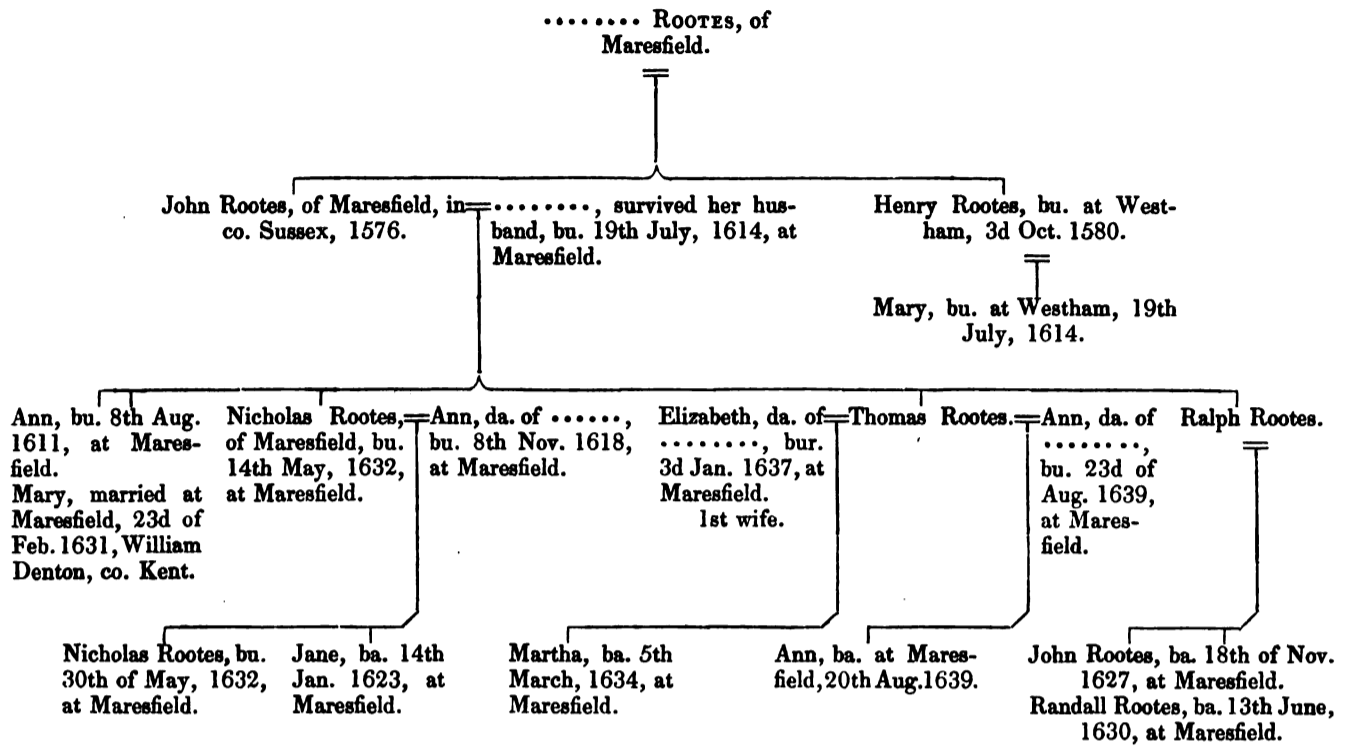 ........ ROOTES, of
Maresfield.
John Rootes, of Maresfield, in
co. Sussex, 1576.
........, survived her hus-
band, bu. 19th July, 1614, at
Maresfield.
Henry Rootes, bu. at West-
ham, 3d Oct. 1580.
Mary, bu. at Westham, 19th
July, 1614.
Ann, bu. 8th Aug.
1611, at Mares-
field.
Mary, married at
Maresfield, 23d of
Feb. 1631, William
Denton, co. Kent.
Nicholas Rootes,
of Maresfield, bu.
14th May, 1632,
at Maresfield.
Ann, da. of ......,
bu. 8th Nov. 1618,
at Maresfield.
Elizabeth, da. of
........, bur.
3d Jan. 1637, at
Maresfield.
1st wife.
Thomas Rootes.
Ann, da. of
........,
bu. 23d of
Aug. 1639,
at Mares-
field.
Ralph Rootes.
Nicholas Rootes, bu.
30th of May, 1632,
at Maresfield.
Jane, ba. 14th
Jan. 1623, at
Maresfield.
Martha, ba. 5th
March, 1634, at
Maresfield.
Ann, ba. at Mares-
field, 20th Aug. 1639.
John Rootes, ba. 18th of Nov.
1627, at Maresfield.
Randall Rootes, ba. 13th June,
1630, at Maresfield.